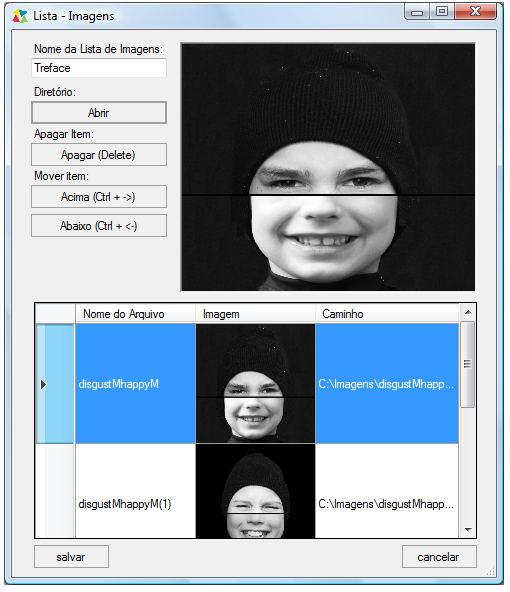 Lista - Imagens
Nome da Lista de Imagens:
Treface
Diretório:
Abrir
Apagar Item:
Apagar (Delete)
Mover item:
Acima (Ctrl + ->)
Abaixo (Ctrl + <-)
Nome do Arquivo Imagem Caminho
disgustMhappyM C:\Imagens\disgustMhapp...
disgustMhappyM(1) C:\Imagens\disgustMhapp...
salvar cancelar